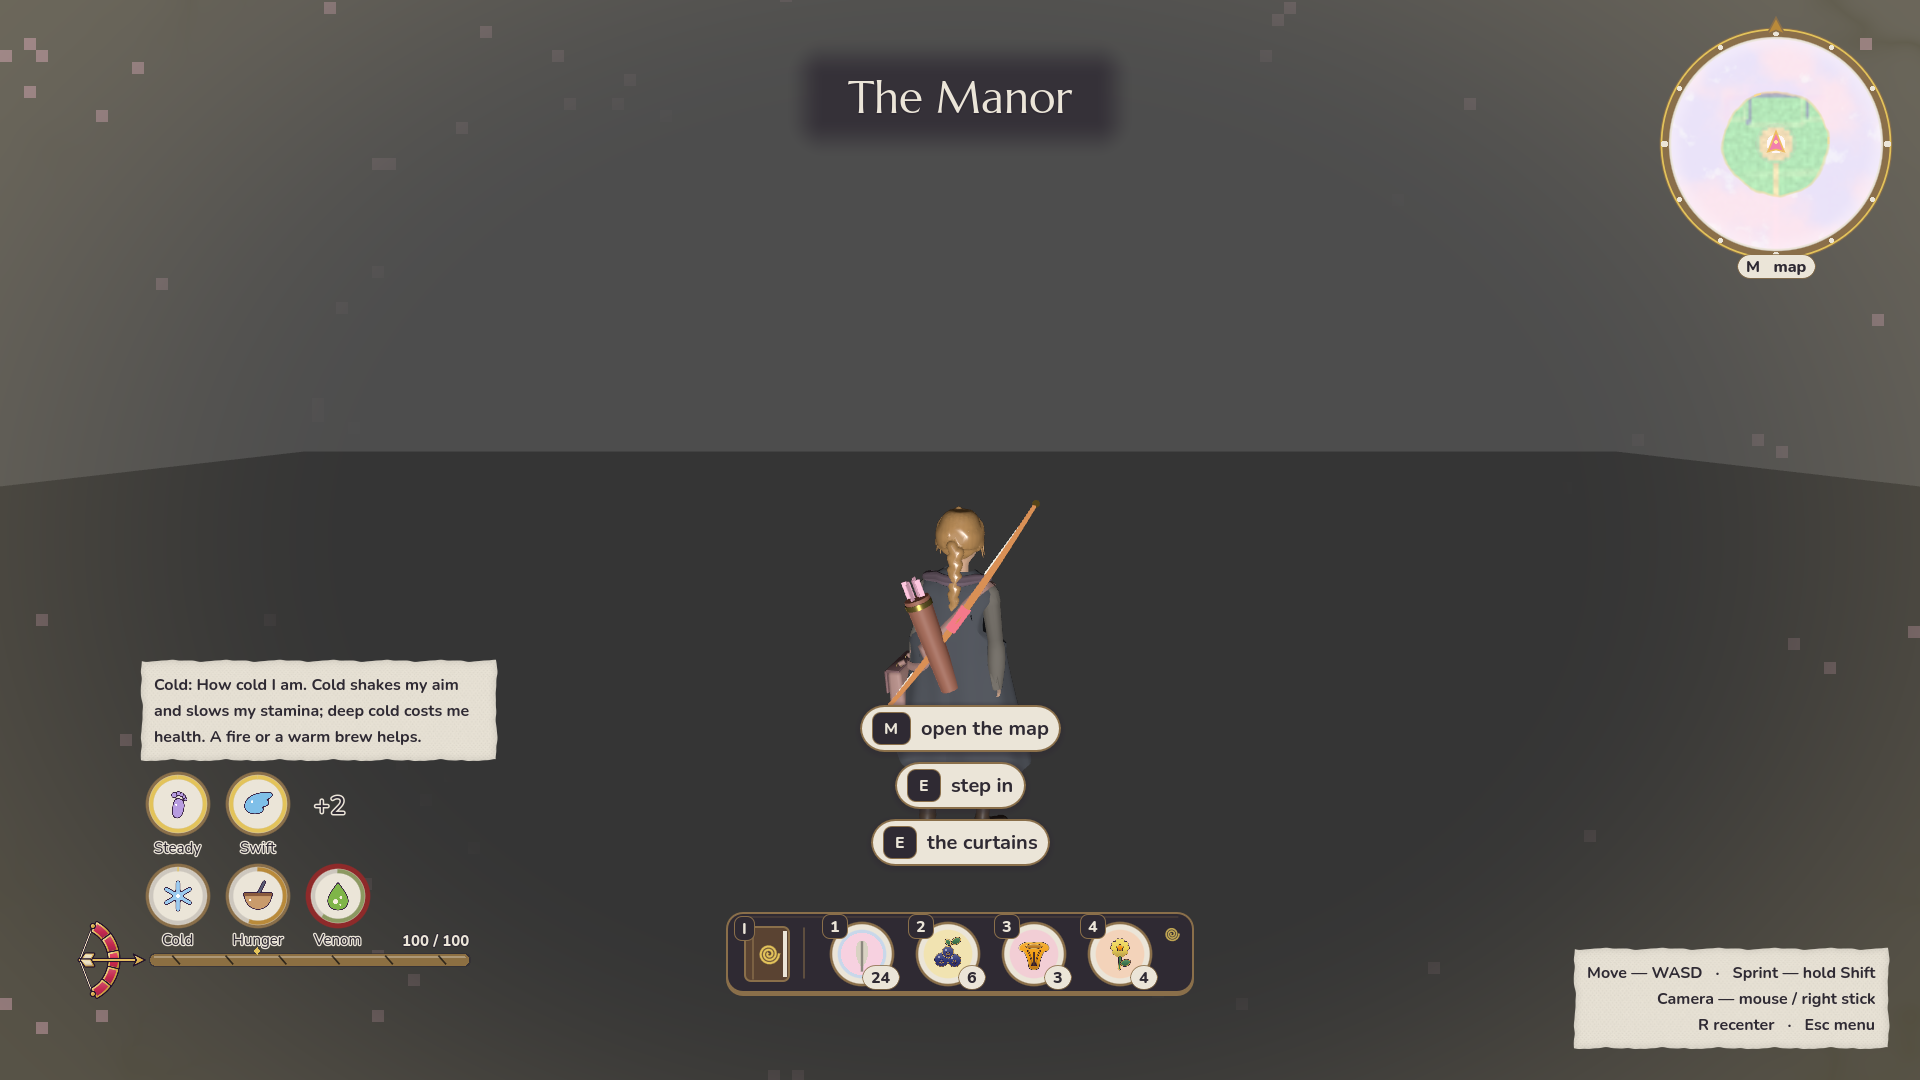 The Manor
M map
Cold: How cold I am. Cold shakes my aim
and slows my stamina; deep cold costs me
health. A fire or a warm brew helps.
M open the map
E step in
E the curtains
+2
Steady Swift
Cold Hunger Venom 100 / 100
I 1 2 3 4
24 6 3 4
Move — WASD · Sprint — hold Shift
Camera — mouse / right stick
R recenter · Esc menu